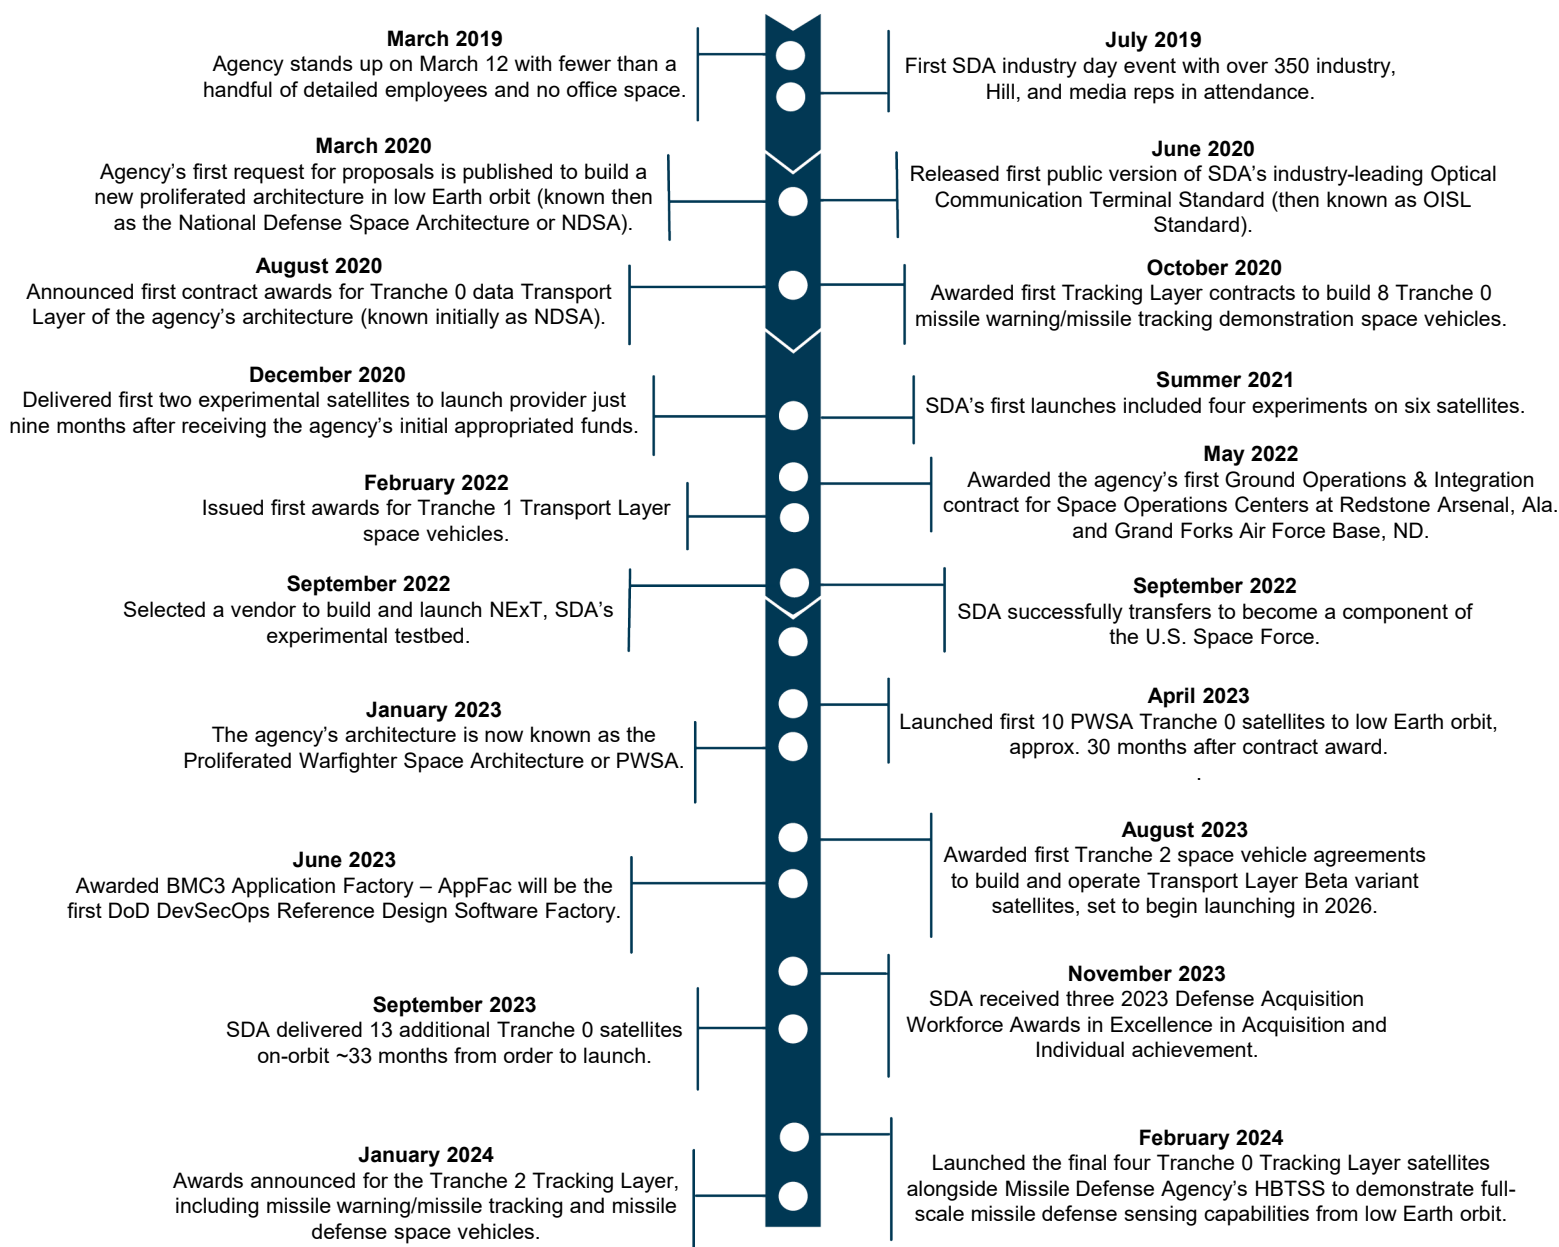 March 2019
Agency stands up on March 12 with fewer than a
handful of detailed employees and no office space.
July 2019
First SDA industry day event with over 350 industry,
Hill, and media reps in attendance.
March 2020
Agency’s first request for proposals is published to build a
new proliferated architecture in low Earth orbit (known then
as the National Defense Space Architecture or NDSA).
June 2020
Released first public version of SDA’s industry-leading Optical
Communication Terminal Standard (then known as OISL
Standard).
August 2020
Announced first contract awards for Tranche 0 data Transport
Layer of the agency’s architecture (known initially as NDSA).
October 2020
Awarded first Tracking Layer contracts to build 8 Tranche 0
missile warning/missile tracking demonstration space vehicles.
December 2020
Delivered first two experimental satellites to launch provider just
nine months after receiving the agency’s initial appropriated funds.
Summer 2021
SDA’s first launches included four experiments on six satellites.
February 2022
Issued first awards for Tranche 1 Transport Layer
space vehicles.
May 2022
Awarded the agency’s first Ground Operations & Integration
contract for Space Operations Centers at Redstone Arsenal, Ala.
and Grand Forks Air Force Base, ND.
September 2022
Selected a vendor to build and launch NExT, SDA’s
experimental testbed.
September 2022
SDA successfully transfers to become a component of
the U.S. Space Force.
January 2023
The agency’s architecture is now known as the
Proliferated Warfighter Space Architecture or PWSA.
April 2023
Launched first 10 PWSA Tranche 0 satellites to low Earth orbit,
approx. 30 months after contract award.
.
June 2023
Awarded BMC3 Application Factory – AppFac will be the
first DoD DevSecOps Reference Design Software Factory.
August 2023
Awarded first Tranche 2 space vehicle agreements
to build and operate Transport Layer Beta variant
satellites, set to begin launching in 2026.
September 2023
SDA delivered 13 additional Tranche 0 satellites
on-orbit ~33 months from order to launch.
November 2023
SDA received three 2023 Defense Acquisition
Workforce Awards in Excellence in Acquisition and
Individual achievement.
January 2024
Awards announced for the Tranche 2 Tracking Layer,
including missile warning/missile tracking and missile
defense space vehicles.
February 2024
Launched the final four Tranche 0 Tracking Layer satellites
alongside Missile Defense Agency’s HBTSS to demonstrate full-
scale missile defense sensing capabilities from low Earth orbit.